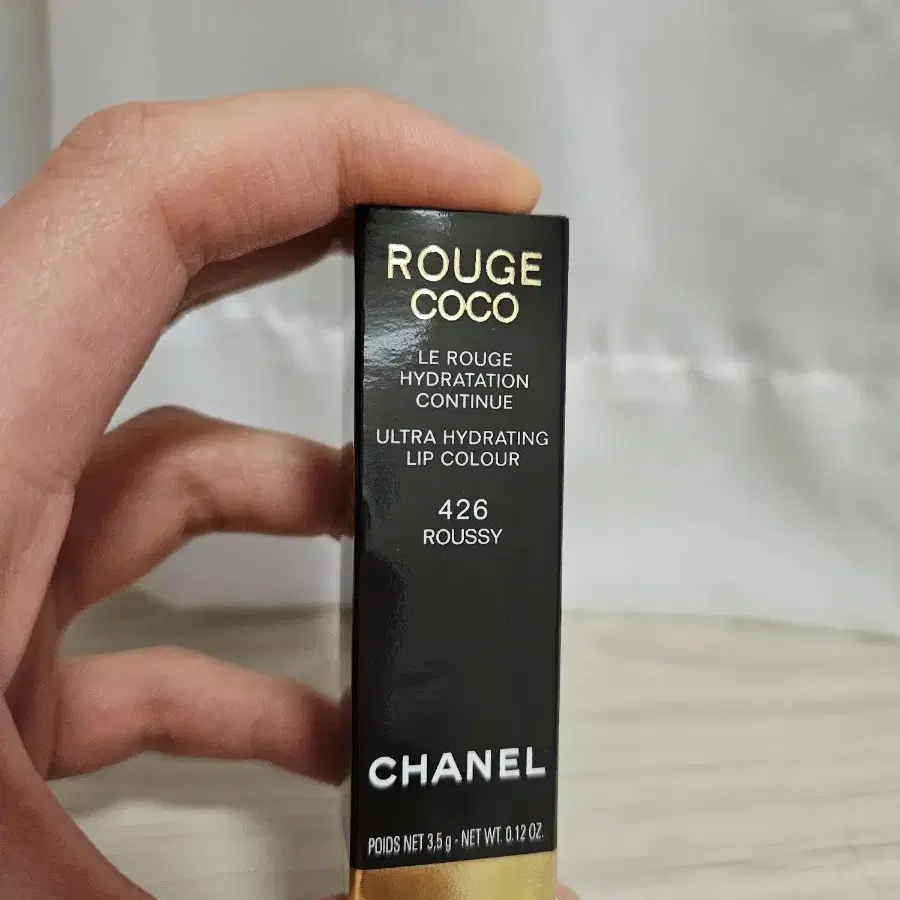 ROUGE
COCO
LE ROUGE
HYDRATATION
CONTINUE
ULTRA HYDRATING
LIP COLOUR
426
ROUSSY
CHANEL
POIDS NET 3,5 g - NET WT. 0.12 OZ.